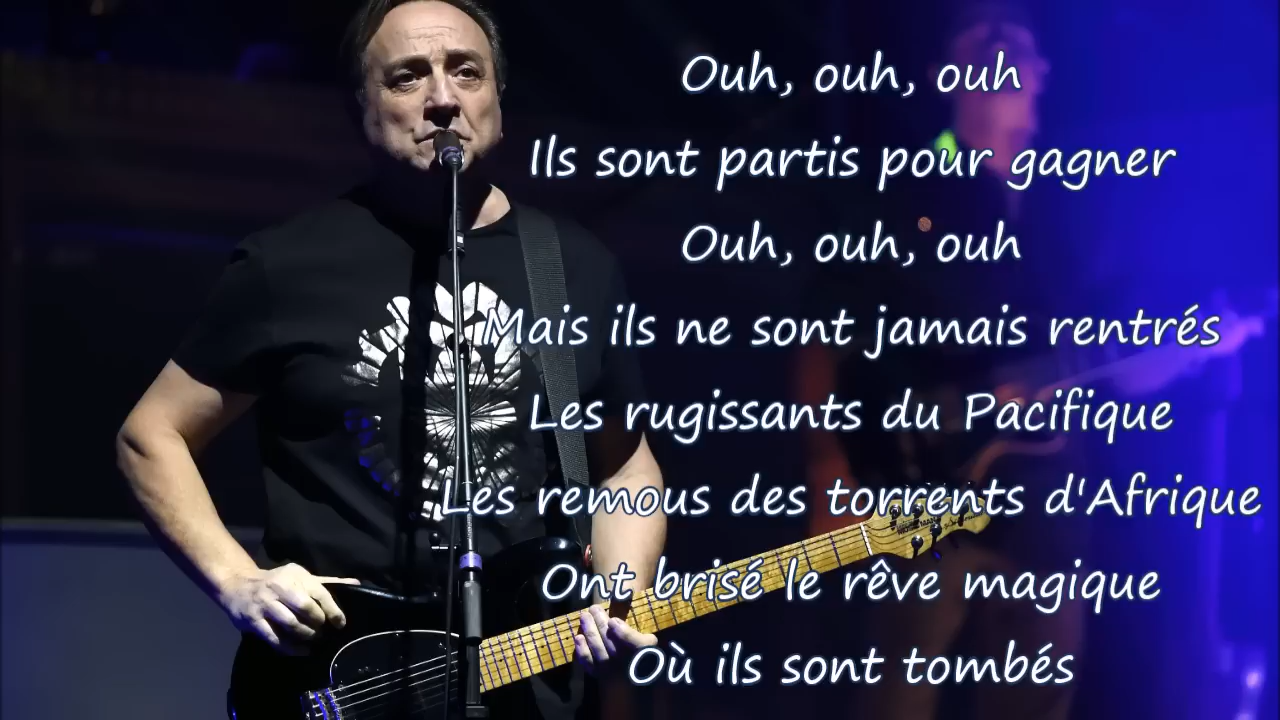 Ouh, ouh, ouh
Ils sont partis pour gagner
Ouh, ouh, ouh
Mais ils ne sont jamais rentrés
Les rugissants du Pacifique
Les remous des torrents d'Afrique
Ont brisé le rêve magique
Où ils sont tombés